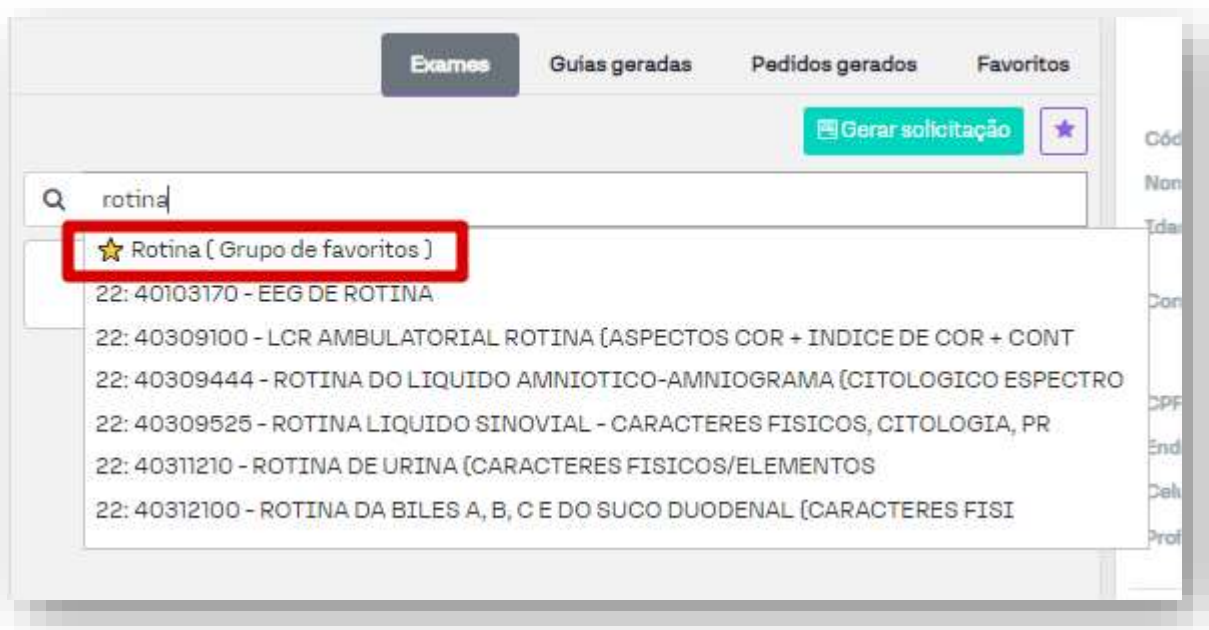 Exames Guias geradas Pedidos gerados Favoritos
Gerar solicitação
rotina
Rotina ( Grupo de favoritos )
22: 40103170 - EEG DE ROTINA
22: 40309100 - LCR AMBULATORIAL ROTINA (ASPECTOS COR + INDICE DE COR + CONT
22: 40309444 - ROTINA DO LIQUIDO AMNIOTICO-AMNIOGRAMA (CITOLOGICO ESPECTRO
22: 40309525 - ROTINA LIQUIDO SINOVIAL - CARACTERES FISICOS, CITOLOGIA, PR
22: 40311210 - ROTINA DE URINA (CARACTERES FISICOS/ELEMENTOS
22: 40312100 - ROTINA DA BILES A, B, C E DO SUCO DUODENAL (CARACTERES FISI
Cód
CPF
End